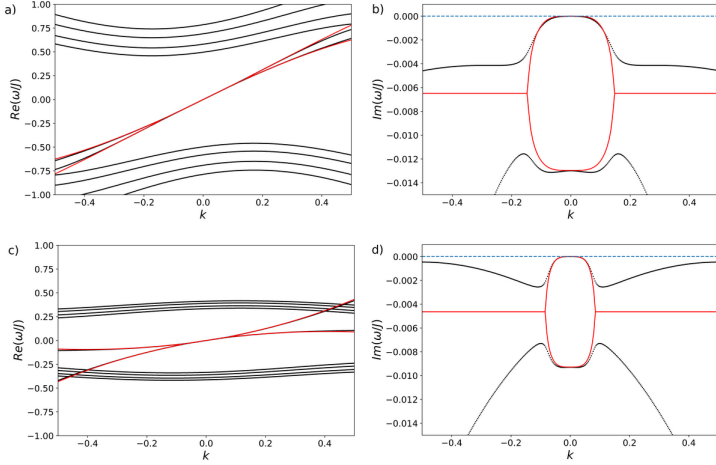 a)
Re(ω/J)
1.00
0.75
0.50
0.25
0.00
−0.25
−0.50
−0.75
−1.00
−0.4 −0.2 0.0 0.2 0.4
k
b)
Im(ω/J)
0.000
−0.002
−0.004
−0.006
−0.008
−0.010
−0.012
−0.014
−0.4 −0.2 0.0 0.2 0.4
k
c)
Re(ω/J)
1.00
0.75
0.50
0.25
0.00
−0.25
−0.50
−0.75
−1.00
−0.4 −0.2 0.0 0.2 0.4
k
d)
Im(ω/J)
0.000
−0.002
−0.004
−0.006
−0.008
−0.010
−0.012
−0.014
−0.4 −0.2 0.0 0.2 0.4
k